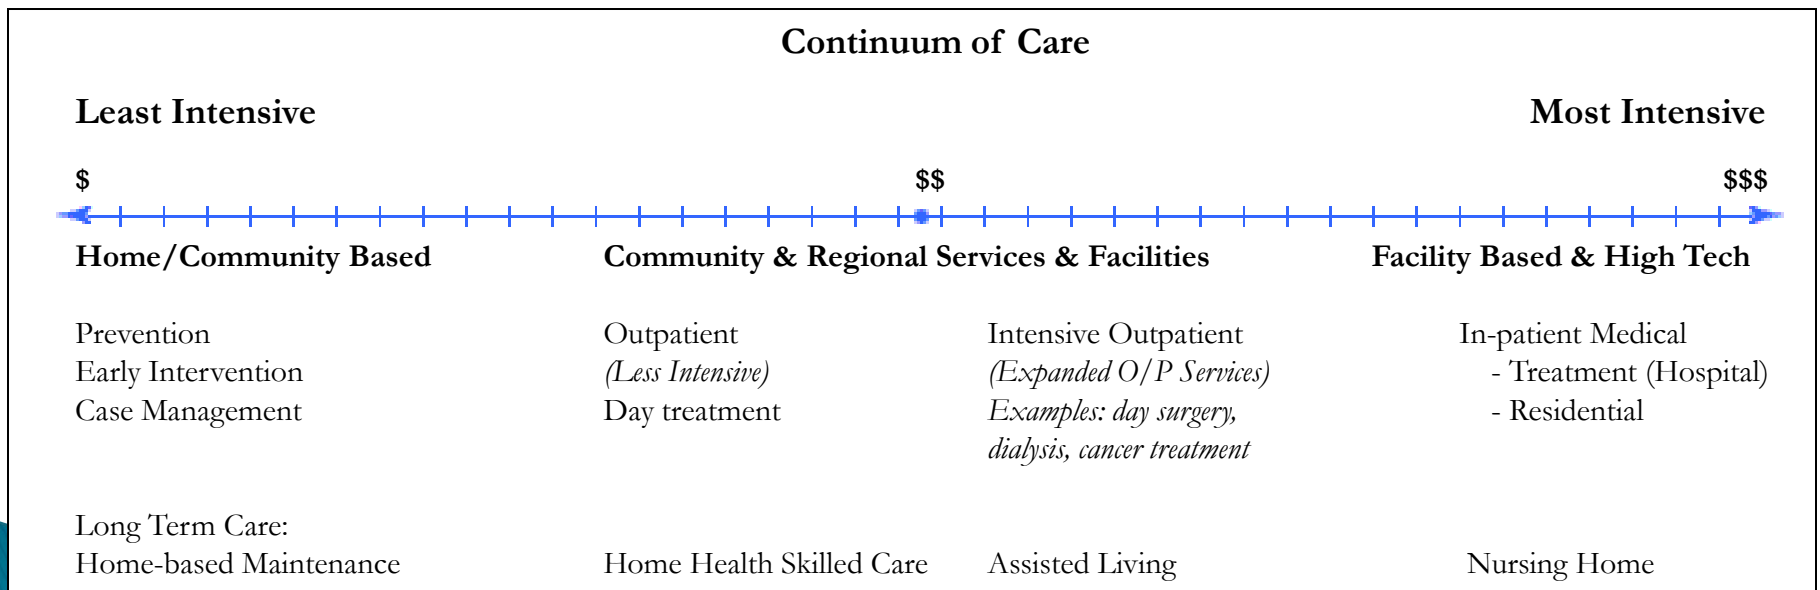 Continuum of Care
Least Intensive
Most Intensive
$
$$
$$$
Home/Community Based
Community & Regional Services & Facilities
Facility Based & High Tech
Prevention
Early Intervention
Case Management
Outpatient
(Less Intensive)
Day treatment
Intensive Outpatient
(Expanded O/P Services)
Examples: day surgery,
dialysis, cancer treatment
In-patient Medical
- Treatment (Hospital)
- Residential
Long Term Care:
Home-based Maintenance
Home Health Skilled Care
Assisted Living
Nursing Home